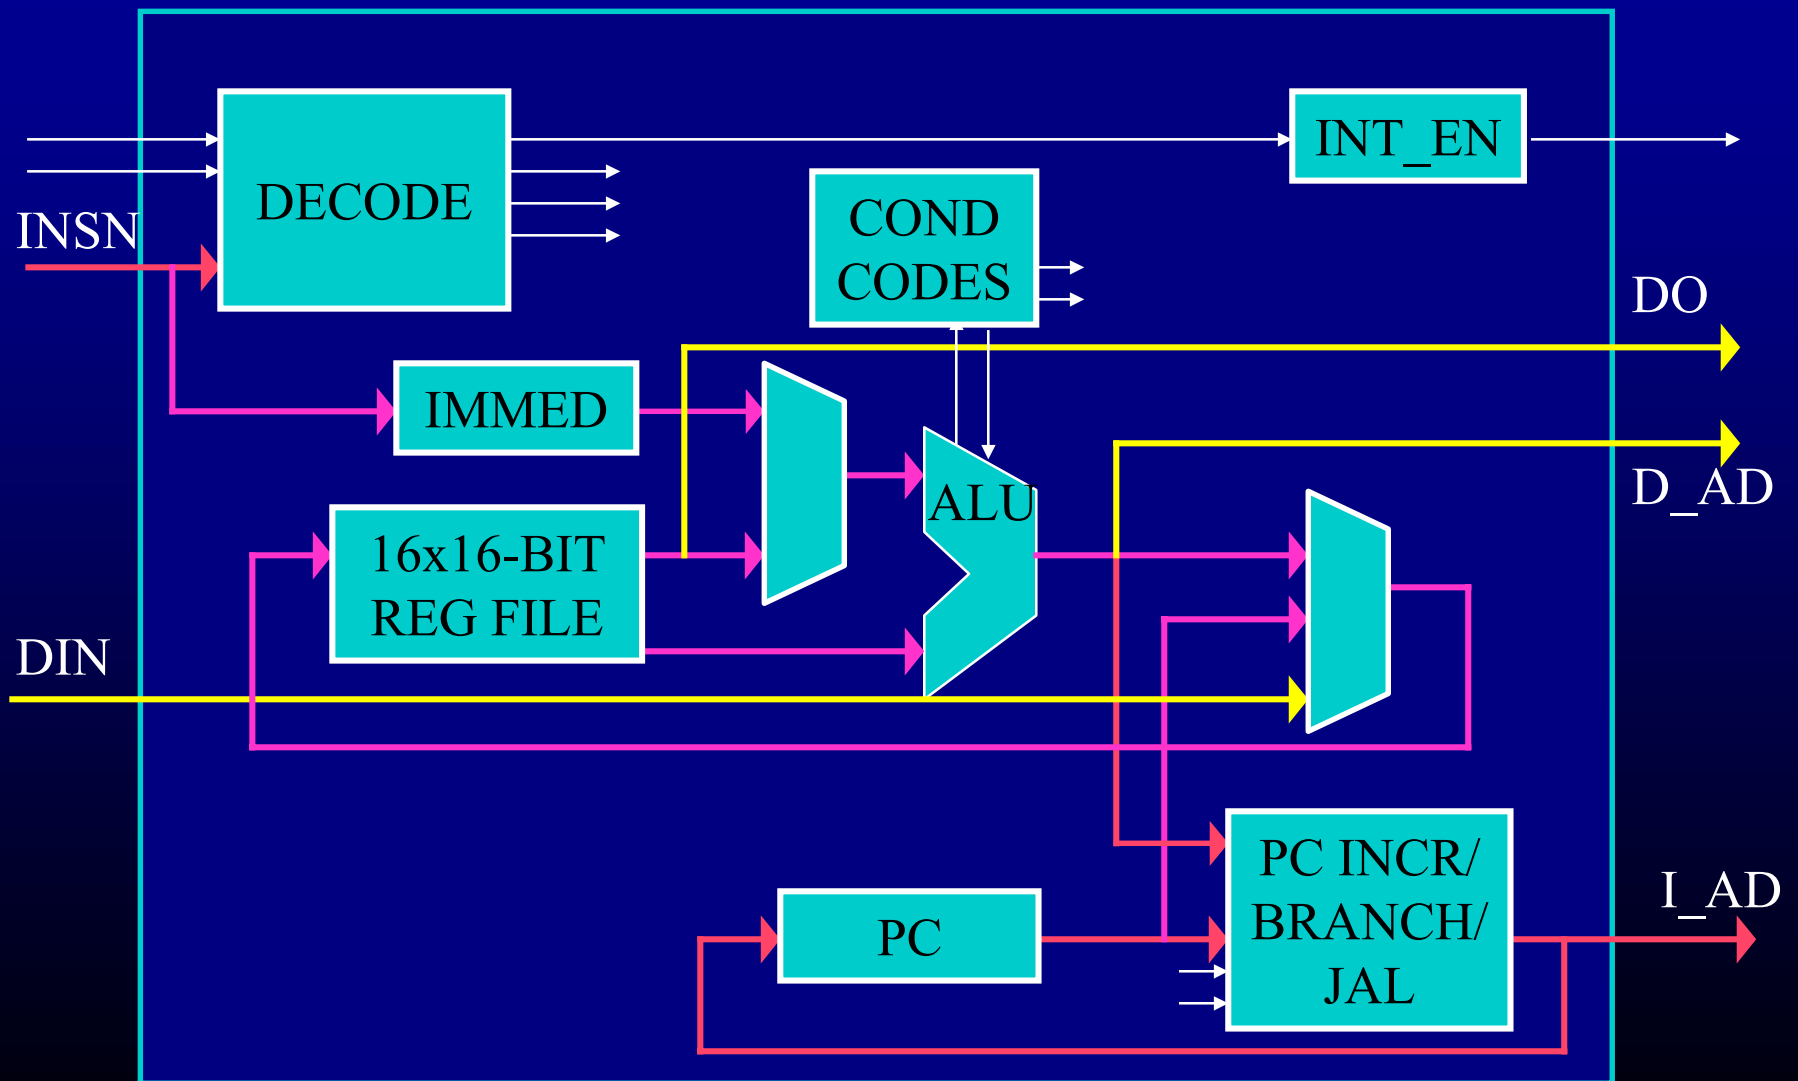 INT_EN
DECODE
COND
CODES
INSN
DO
IMMED
D_AD
ALU
16x16-BIT
REG FILE
DIN
PC INCR/
BRANCH/
JAL
I_AD
PC